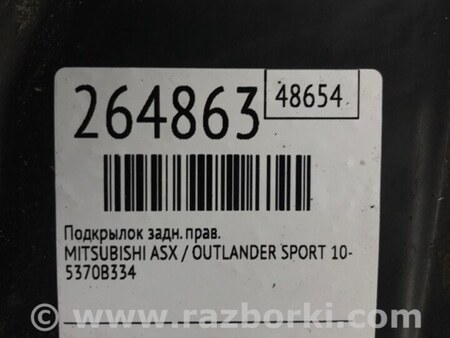 264863
48654
Подкрылок задн. прав.
MITSUBISHI ASX / OUTLANDER SPORT 10-
5370B334
www.razborki.com